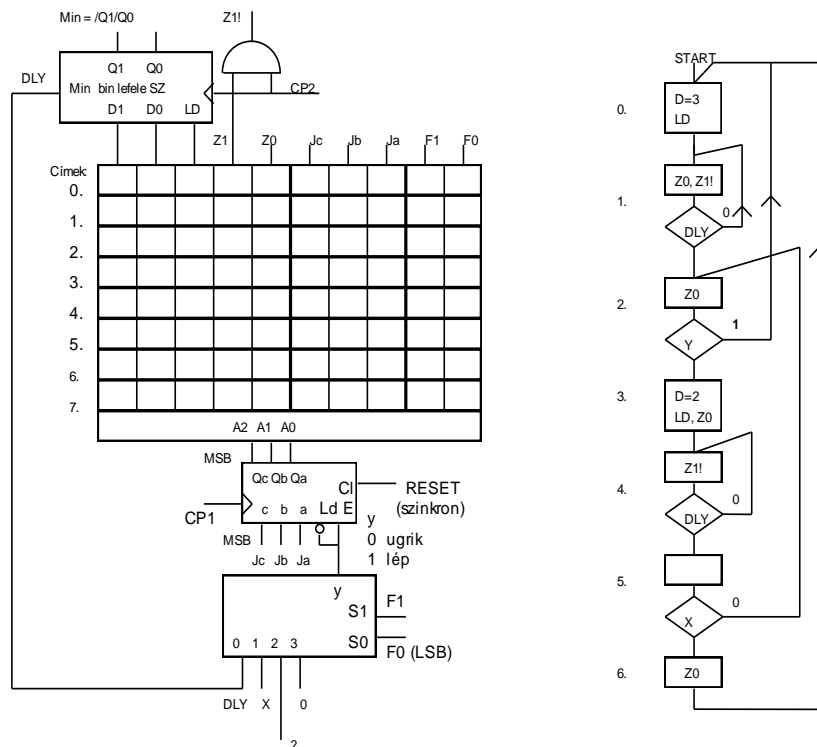 Min = /Q1/Q0
Z1!
DLY
Q1 Q0
Min bin lefele SZ
D1 D0 LD
CP2
Z1 Z0 Jc Jb Ja F1 F0
Címek
0.
1.
2.
3.
4.
5.
6.
7.
A2 A1 A0
MSB
Qc Qb Qa
Cl
RESET
(szinkron)
CP1
c b a Ld E
MSB
Jc Jb Ja
y
0 ugrik
1 lép
y
S1 F1
S0 F0 (LSB)
0 1 2 3
DLY X 0
?
START
0.
D=3
LD
1.
Z0, Z1!
DLY
0
2.
Z0
Y
1
3.
D=2
LD, Z0
4.
Z1!
DLY
0
5.
X
0
6.
Z0